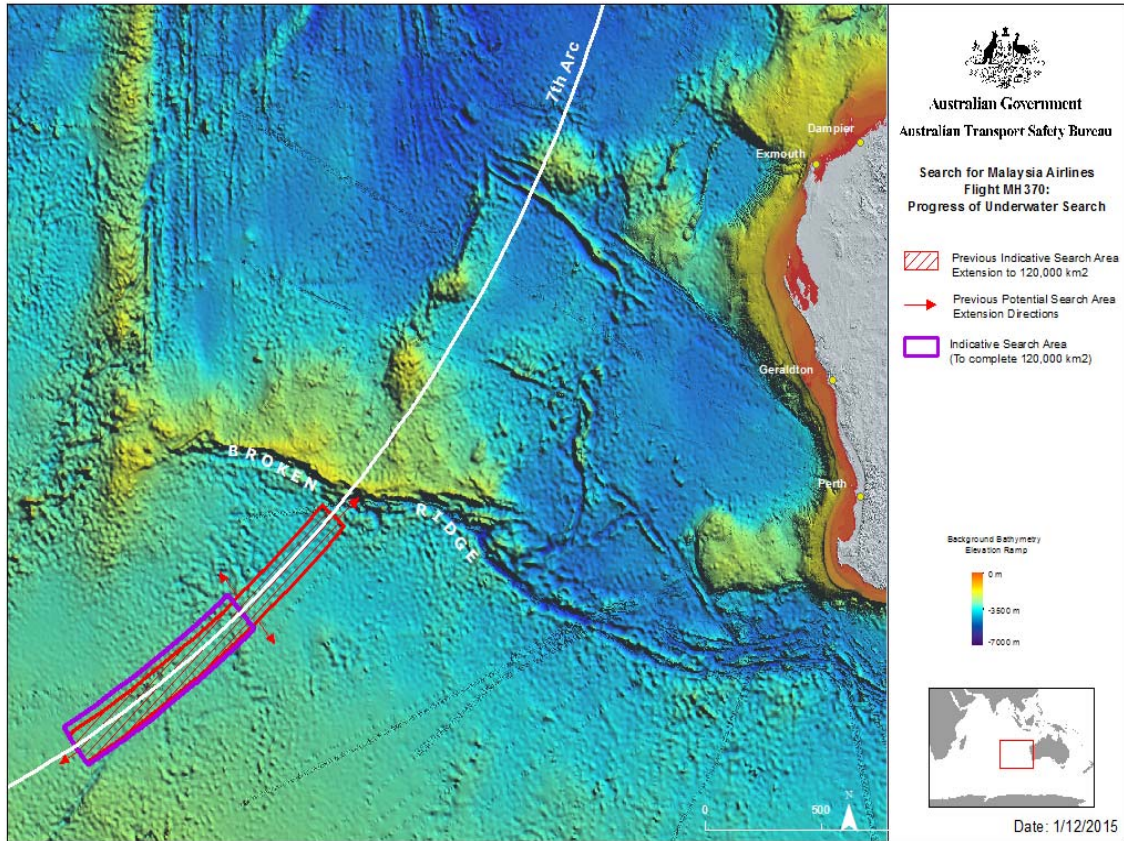 7th Arc
Dampier
Exmouth
Geraldton
Perth
BROKEN RIDGE
0 500
N
Australian Government
Australian Transport Safety Bureau
Search for Malaysia Airlines
Flight MH370:
Progress of Underwater Search
Previous Indicative Search Area
Extension to 120,000 km2
Previous Potential Search Area
Extension Directions
Indicative Search Area
(To complete 120,000 km2)
Background Bathymetry
Elevation Ramp
0 m
-3500 m
-7000 m
Date: 1/12/2015